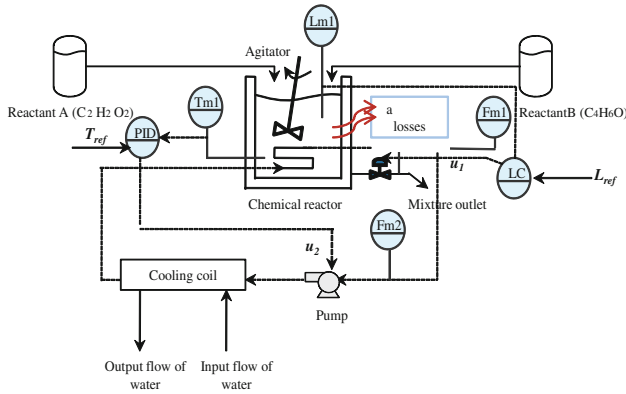 Lm1
Agitator
Reactant A (C2 H2 O2)
Tm1
a
losses
Fm1
ReactantB (C4H6O)
Tref
PID
u1
LC
Lref
Chemical reactor
Mixture outlet
Fm2
u2
Cooling coil
Pump
Output flow of
water
Input flow of
water